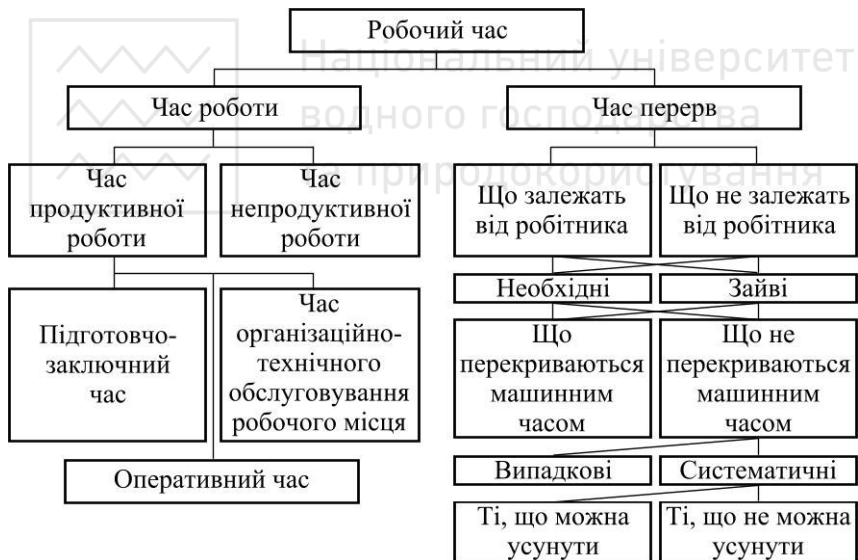 Робочий час
Національний університет
водного господарства
та природокористування
Час роботи
Час перерв
Час
продуктивної
роботи
Час
непродуктивної
роботи
Що залежать
від робітника
Що не залежать
від робітника
Необхідні
Зайві
Підготовчо-
заключний
час
Час
організаційно-
технічного
обслуговування
робочого місця
Що
перекриваються
машинним
часом
Що не
перекриваються
машинним
часом
Оперативний час
Випадкові
Систематичні
Ті, що можна
усунути
Ті, що не можна
усунути